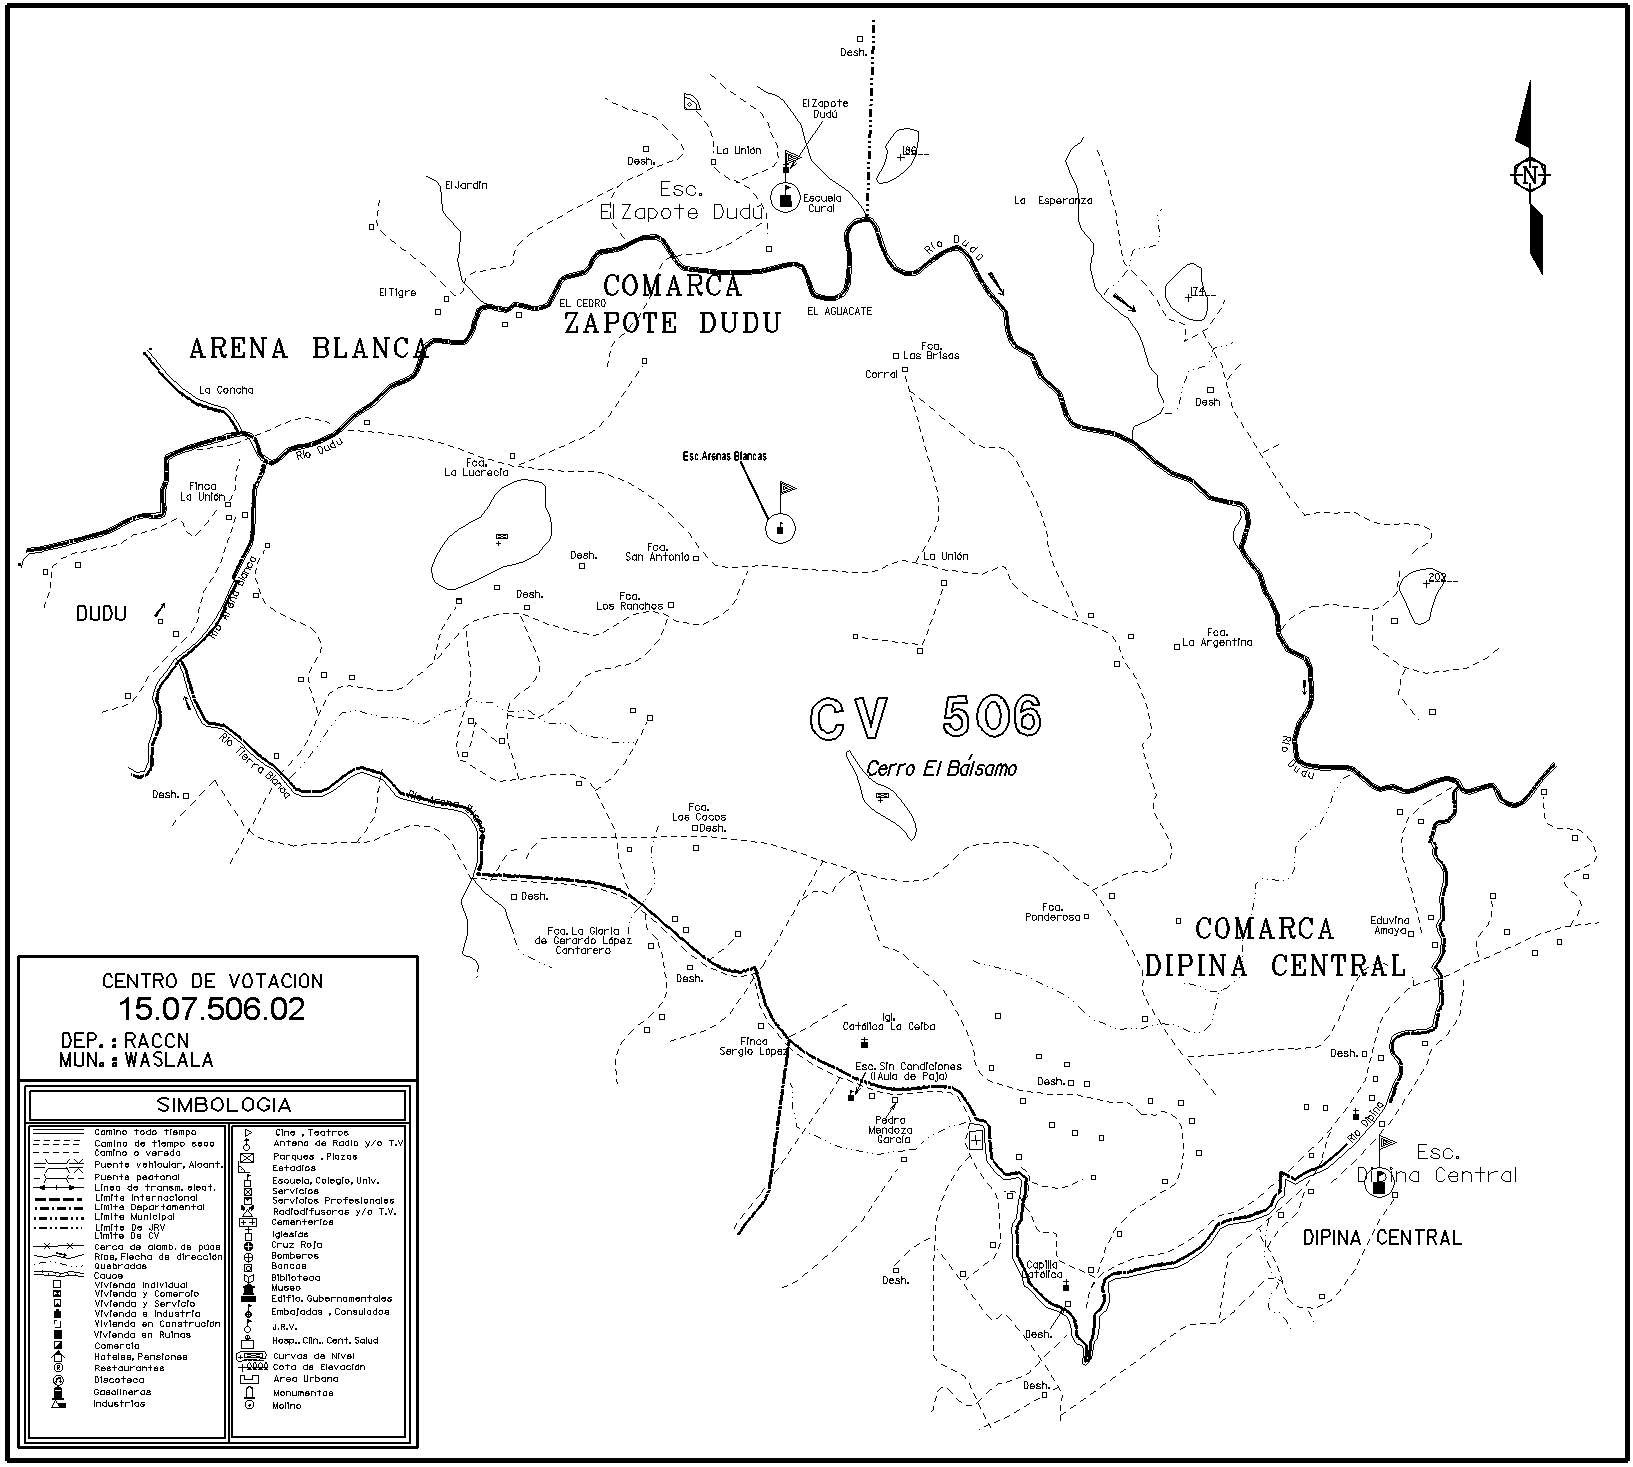 Desh.
El Zapote
Dudú
La Unión
Desh.
186
El Jardin
Esc.
El Zapote Dudú
Escuela
Cural
La Esperanza
Río Dudu
El Tigre
EL CEDRO
COMARCA
ZAPOTE DUDU
EL AGUACATE
174
N
ARENA BLANCA
La Concha
Fca.
Las Brisas
Corral
Desh
Río Dudu
Fca.
La Lucrecia
Esc. Arenas Blancas
Finca
La Unión
Desh.
Fca.
San Antonio
La Unión
Desh.
Fca.
Los Ranchos
202
DUDU
Río Arena Blanca
Fca.
La Argentina
CV 506
Cerro El Bálsamo
Río Tierra Blanca
Río Dudu
Desh.
Río Arena Blanca
Fca.
Las Cocos
Desh.
Desh.
Fca.
Ponderosa
Eduvina
Amaya
COMARCA
DIPINA CENTRAL
Fca. La Gloria
de Gerardo López
Cantarero
Desh.
Igl.
Católica La Ceiba
Finca
Sergio López
Esc. Sin Condiciones
(1Aula de Paja)
Pedro
Mendoza
García
Desh.
Desh.
Río Dipina
Esc.
Dipina Central
DIPINA CENTRAL
Desh.
Capilla
Católica
Desh.
Desh.
CENTRO DE VOTACION
15.07.506.02
DEP. : RACCN
MUN. : WASLALA
SIMBOLOGIA
Camino todo tiempo
Camino de tiempo seco
Camino o vereda
Puente vehicular, Alcant.
Puente peatonal
Línea de transm. elect.
Límite Internacional
Límite Departamental
Límite Municipal
Límite De JRV
Límite De CV
Cerca de alamb. de púas
Ríos, Flecha de dirección
Quebradas
Cauce
Vivienda Individual
Vivienda y Comercio
Vivienda y Servicio
Vivienda e Industria
Vivienda en Construción
Vivienda en Ruinas
Comercio
Hoteles, Pensiones
Restaurantes
Discoteca
Gasolineras
Industrias
Cine , Teatros
Antena de Radio y/o T.V
Parques , Plazas
Estadios
Escuela, Colegio, Univ.
Servicios
Servicios Profesionales
Radiodifusoras y/o T.V.
Cementerios
Iglesias
Cruz Roja
Bomberos
Bancos
Biblioteca
Museo
Edific. Gubernamentales
Embajadas , Consulados
J.R.V.
Hosp., Clín., Cent. Salud
Curvas de Nivel
Cota de Elevación
Area Urbana
Monumentos
Molino